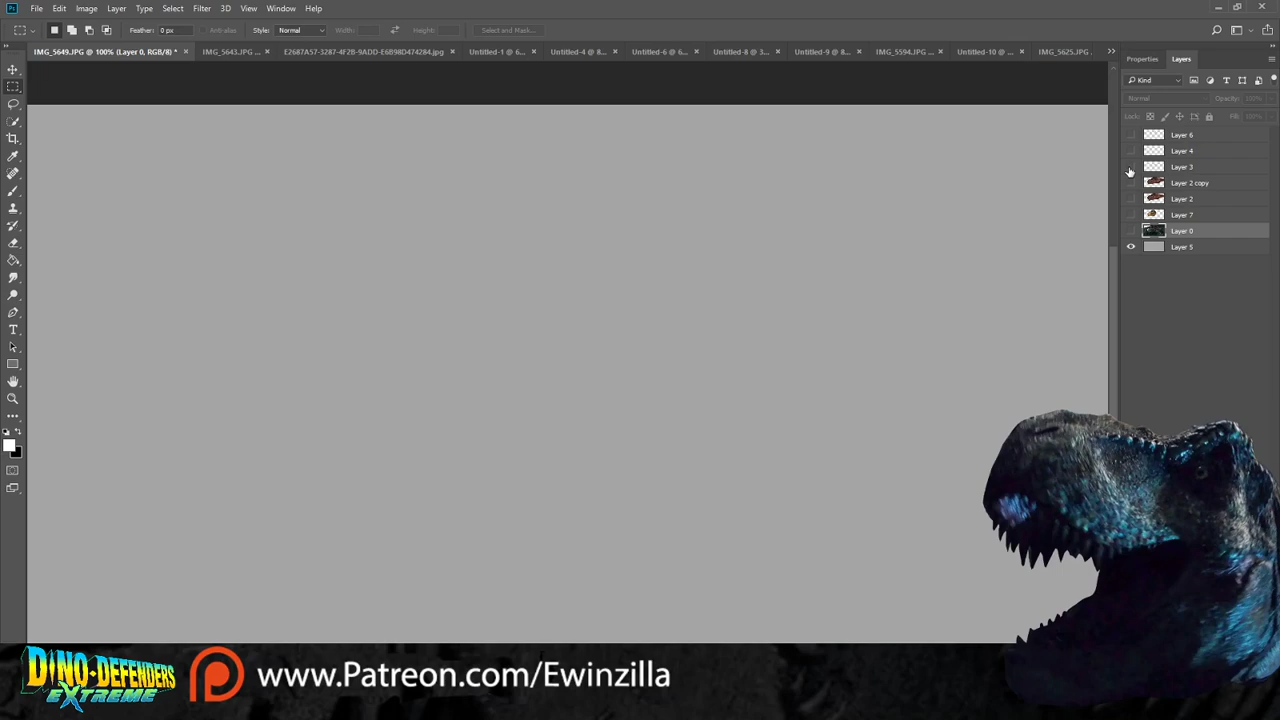 Ps File Edit Image Layer Type Select Filter 3D View Window Help
Feather: 0 px Anti-alias Style: Normal Width: Height: Select and Mask...
IMG_5649.JPG @ 100% (Layer 0, RGB/8) * IMG_5643.JPG ... E2687A57-3287-4F2B-9ADD-E6B98D474284.jpg Untitled-1 @ 6... Untitled-4 @ 8... Untitled-6 @ 6... Untitled-8 @ 3... Untitled-9 @ 8... IMG_5594.JPG ... Untitled-10 @ ... IMG_5625.JPG
Properties Layers
Kind
Normal Opacity: 100%
Lock: Fill: 100%
Layer 6
Layer 4
Layer 3
Layer 2 copy
Layer 2
Layer 7
Layer 0
Layer 5
DINO-DEFENDERS
EXTREME
www.Patreon.com/Ewinzilla